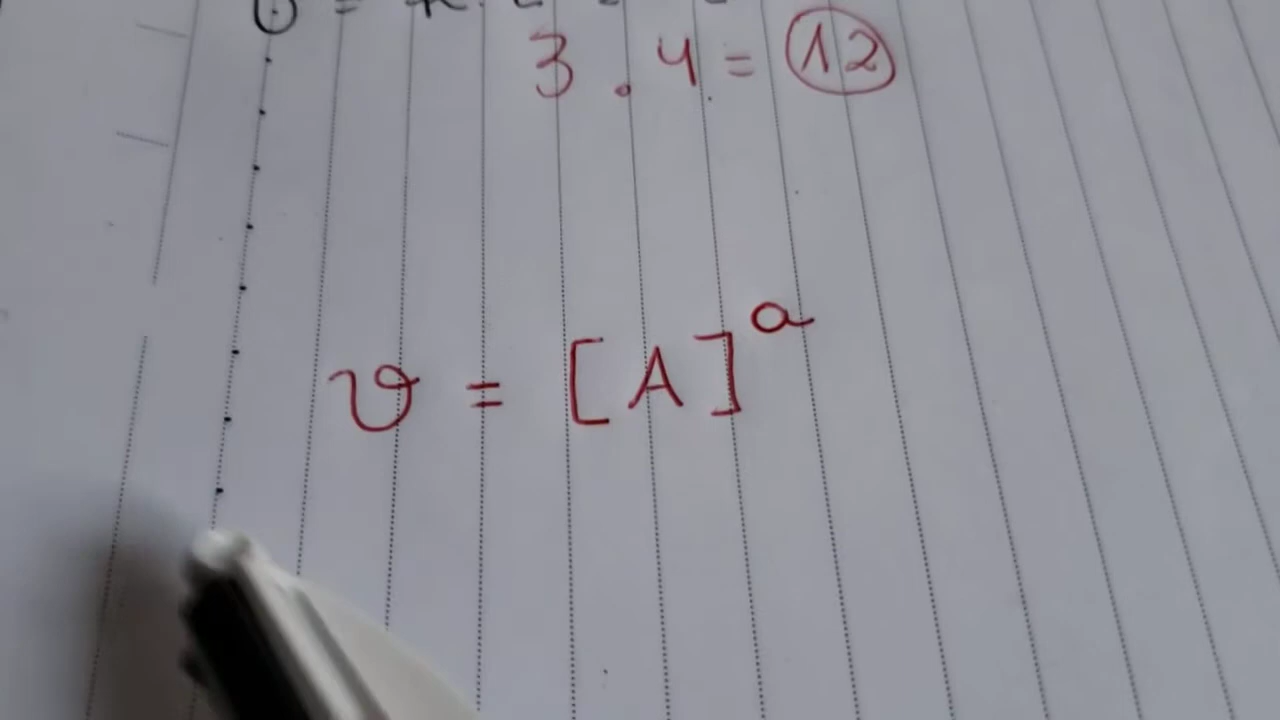 3 . 4 = 12
v = [A]^a